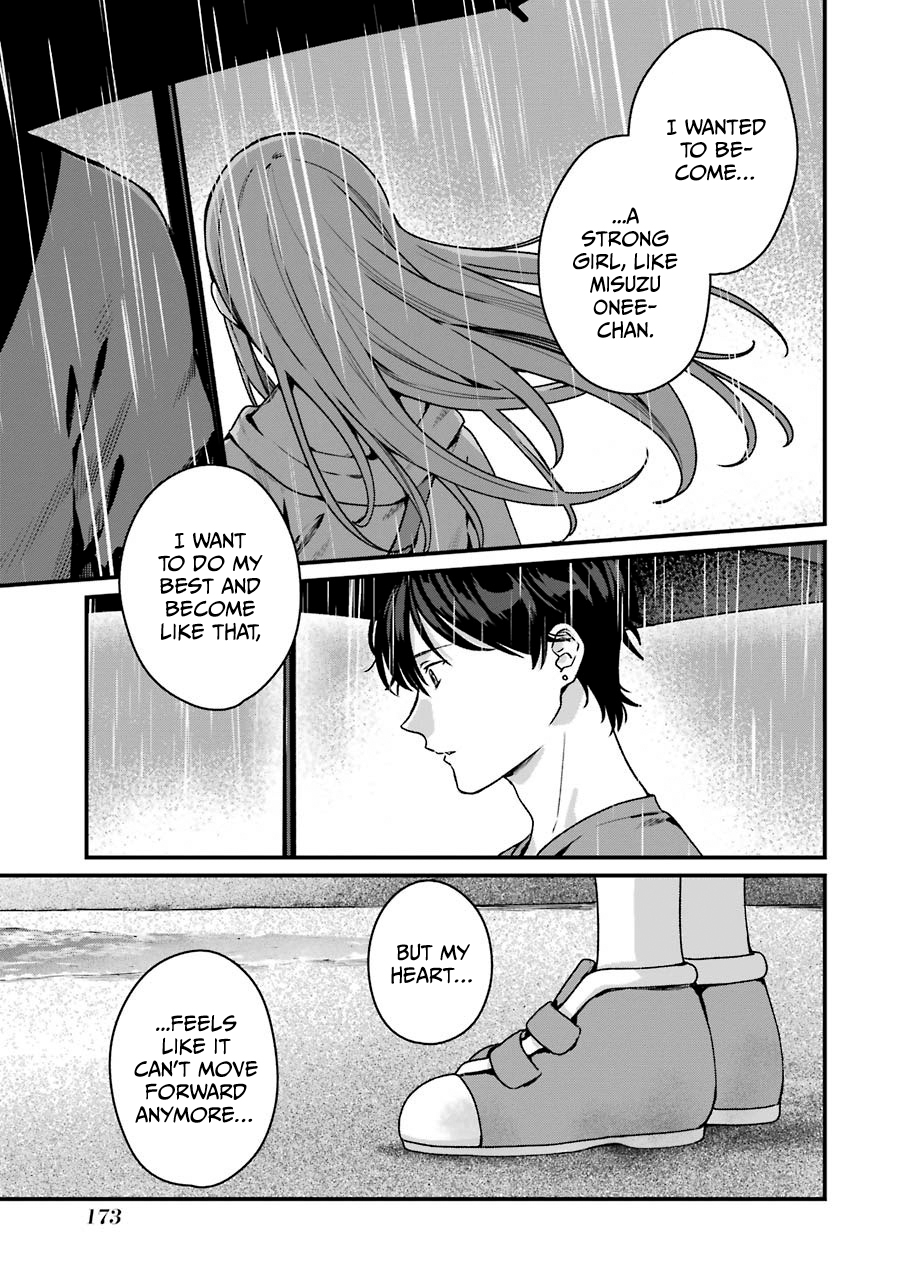 I WANTED
TO BE-
COME...
...A
STRONG
GIRL, LIKE
MISUZU
ONEE-
CHAN.
I WANT
TO DO MY
BEST AND
BECOME
LIKE THAT,
BUT MY
HEART...
...FEELS
LIKE IT
CAN'T MOVE
FORWARD
ANYMORE...
173